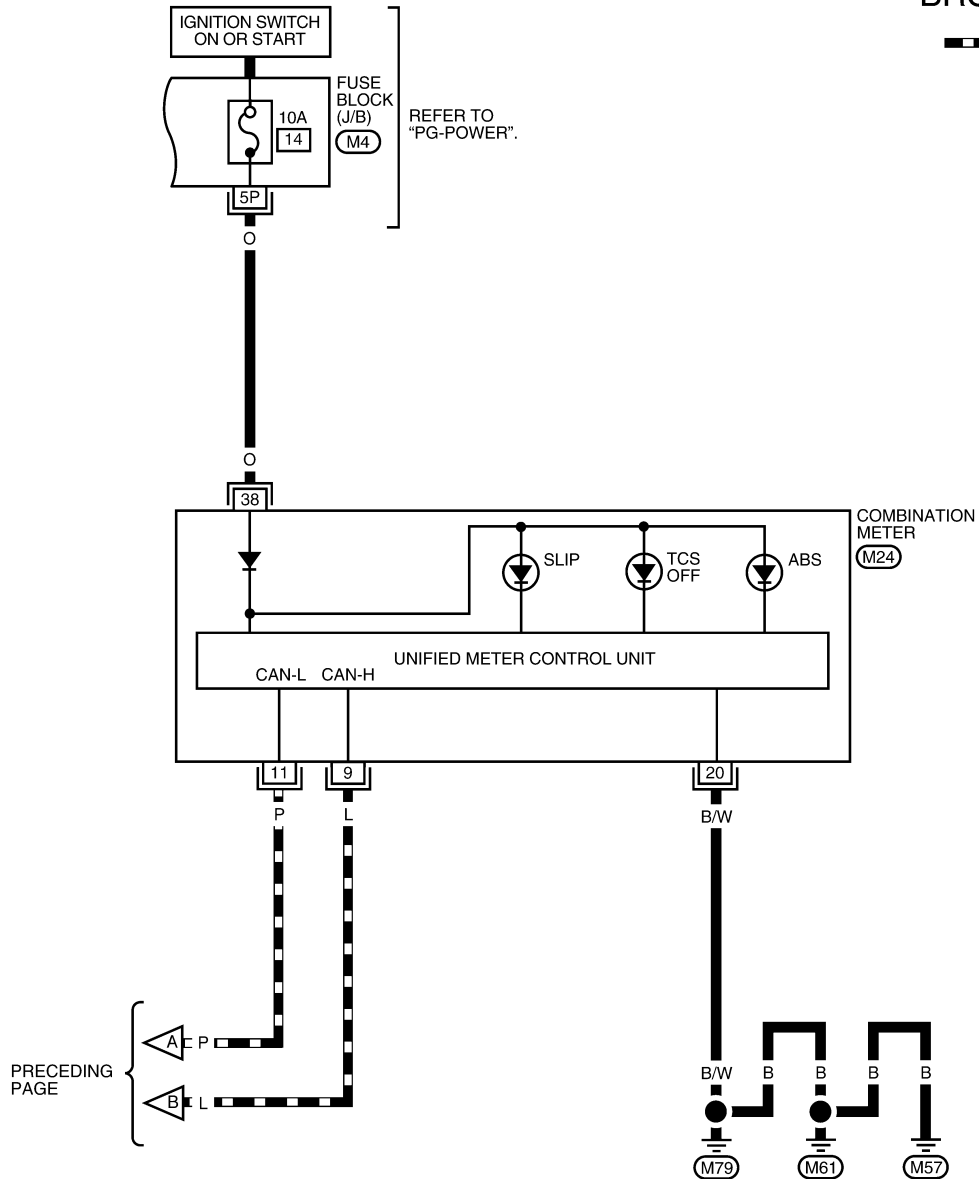 IGNITION SWITCH
ON OR START
FUSE
BLOCK
(J/B)
M4
10A
14
REFER TO
"PG-POWER".
5P
O
O
38
COMBINATION
METER
M24
SLIP
TCS
OFF
ABS
UNIFIED METER CONTROL UNIT
CAN-L CAN-H
11
9
20
P
L
B/W
PRECEDING
PAGE
A P
B L
B/W
B
B
B
B
M79
M61
M57